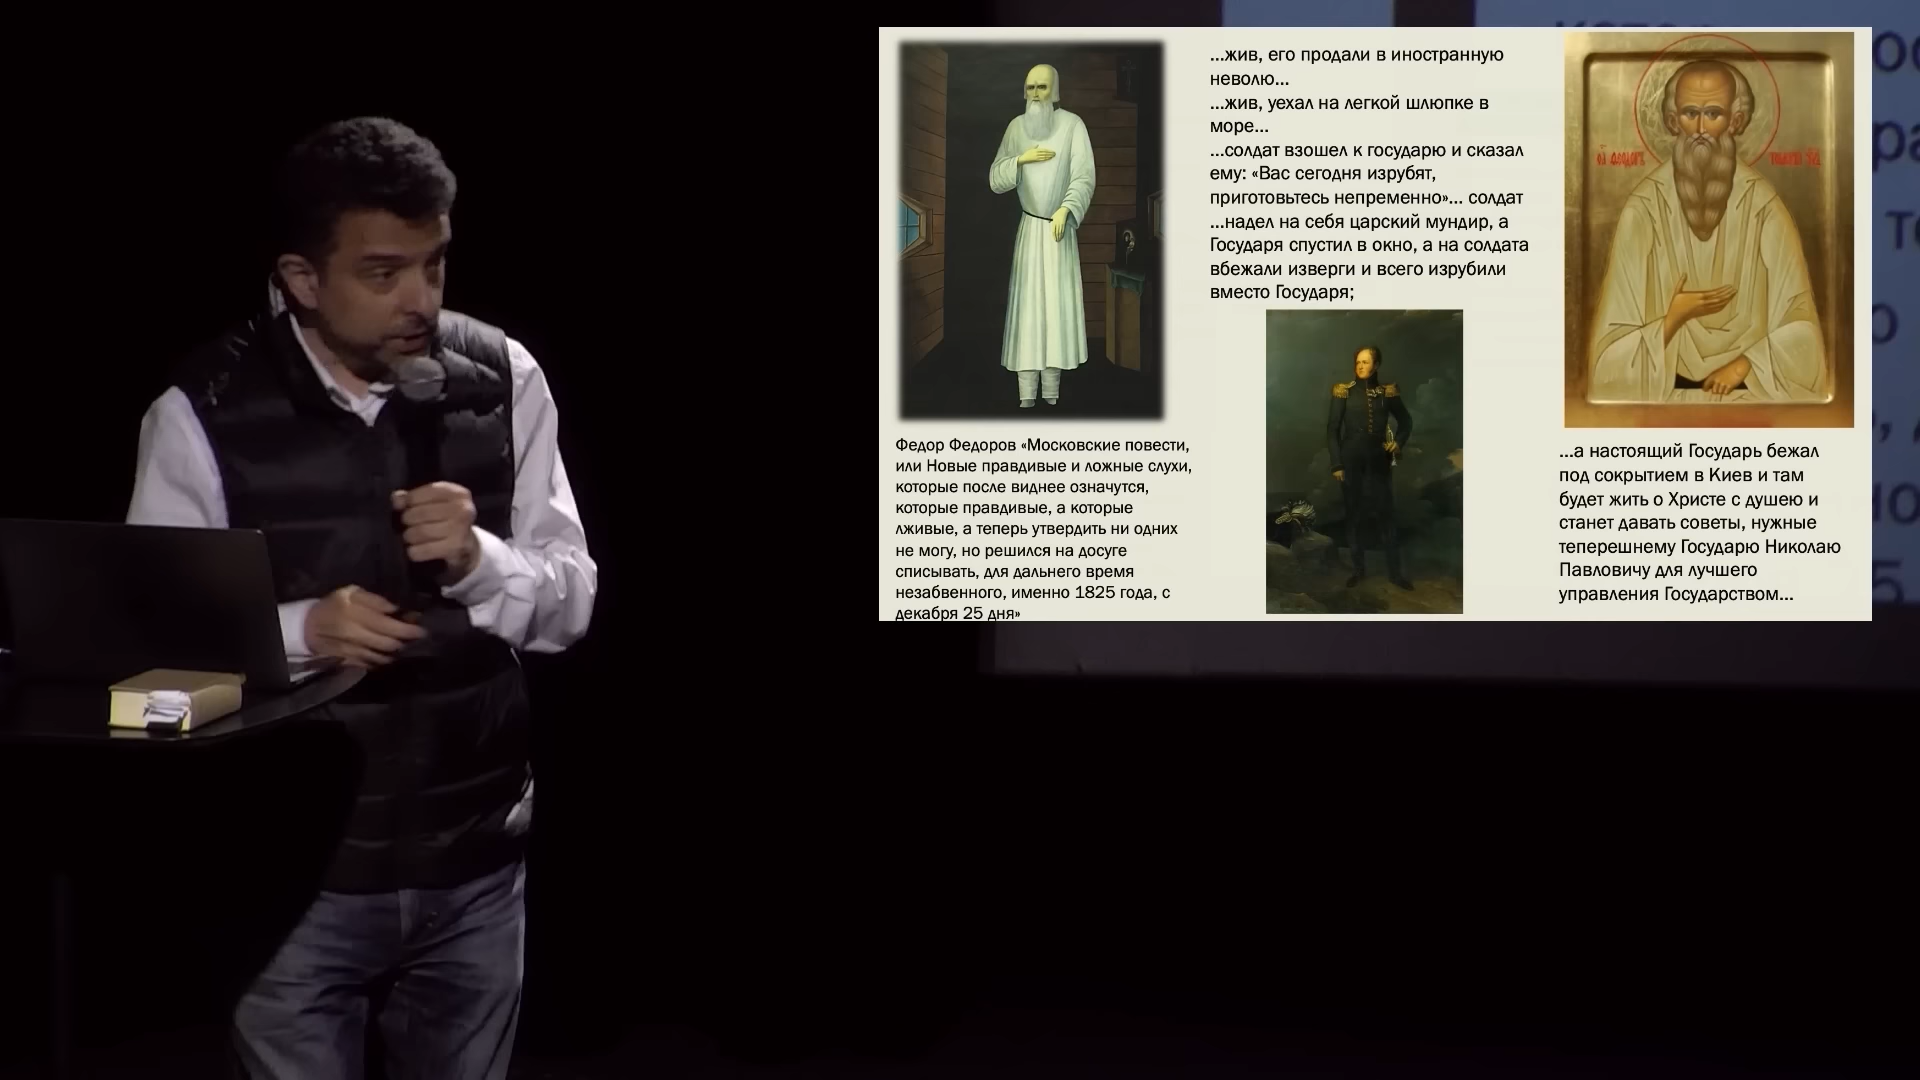 ...жив, его продали в иностранную
неволю...
...жив, уехал на легкой шлюпке в
море...
...солдат взошел к государю и сказал
ему: «Вас сегодня изрубят,
приготовьтесь непременно»... солдат
...надел на себя царский мундир, а
Государя спустил в окно, а на солдата
вбежали изверги и всего изрубили
вместо Государя;
Федор Федоров «Московские повести,
или Новые правдивые и ложные слухи,
которые после виднее означутся,
которые правдивые, а которые
лживые, а теперь утвердить ни одних
не могу, но решился на досуге
списывать, для дальнего время
незабвенного, именно 1825 года, с
декабря 25 дня»
...а настоящий Государь бежал
под сокрытием в Киев и там
будет жить о Христе с душею и
станет давать советы, нужные
теперешнему Государю Николаю
Павловичу для лучшего
управления Государством...